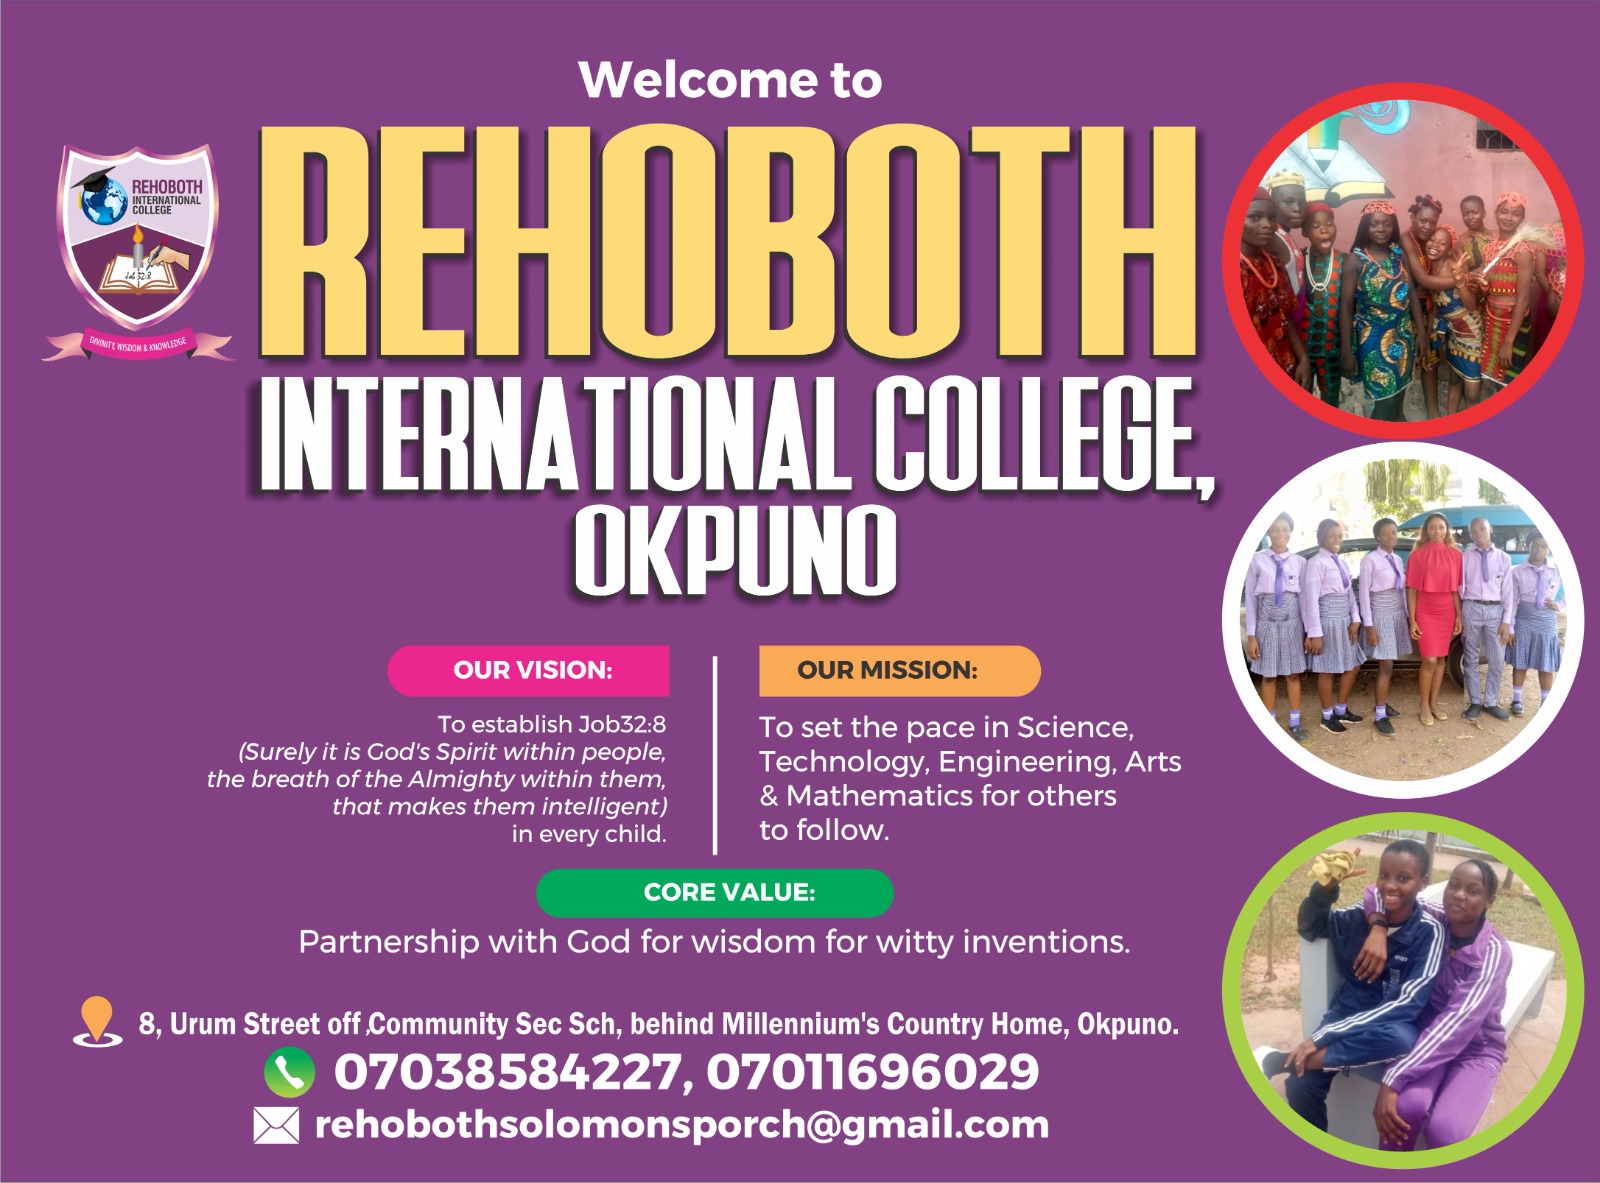 Welcome to
REHOBOTH
INTERNATIONAL COLLEGE,
OKPUNO
REHOBOTH
INTERNATIONAL
COLLEGE
Job 32:8
DIVINITY, WISDOM & KNOWLEDGE
OUR VISION:
To establish Job32:8
(Surely it is God's Spirit within people,
the breath of the Almighty within them,
that makes them intelligent)
in every child.
OUR MISSION:
To set the pace in Science,
Technology, Engineering, Arts
& Mathematics for others
to follow.
CORE VALUE:
Partnership with God for wisdom for witty inventions.
8, Urum Street off ,Community Sec Sch, behind Millennium's Country Home, Okpuno.
07038584227, 07011696029
rehobothsolomonsporch@gmail.com